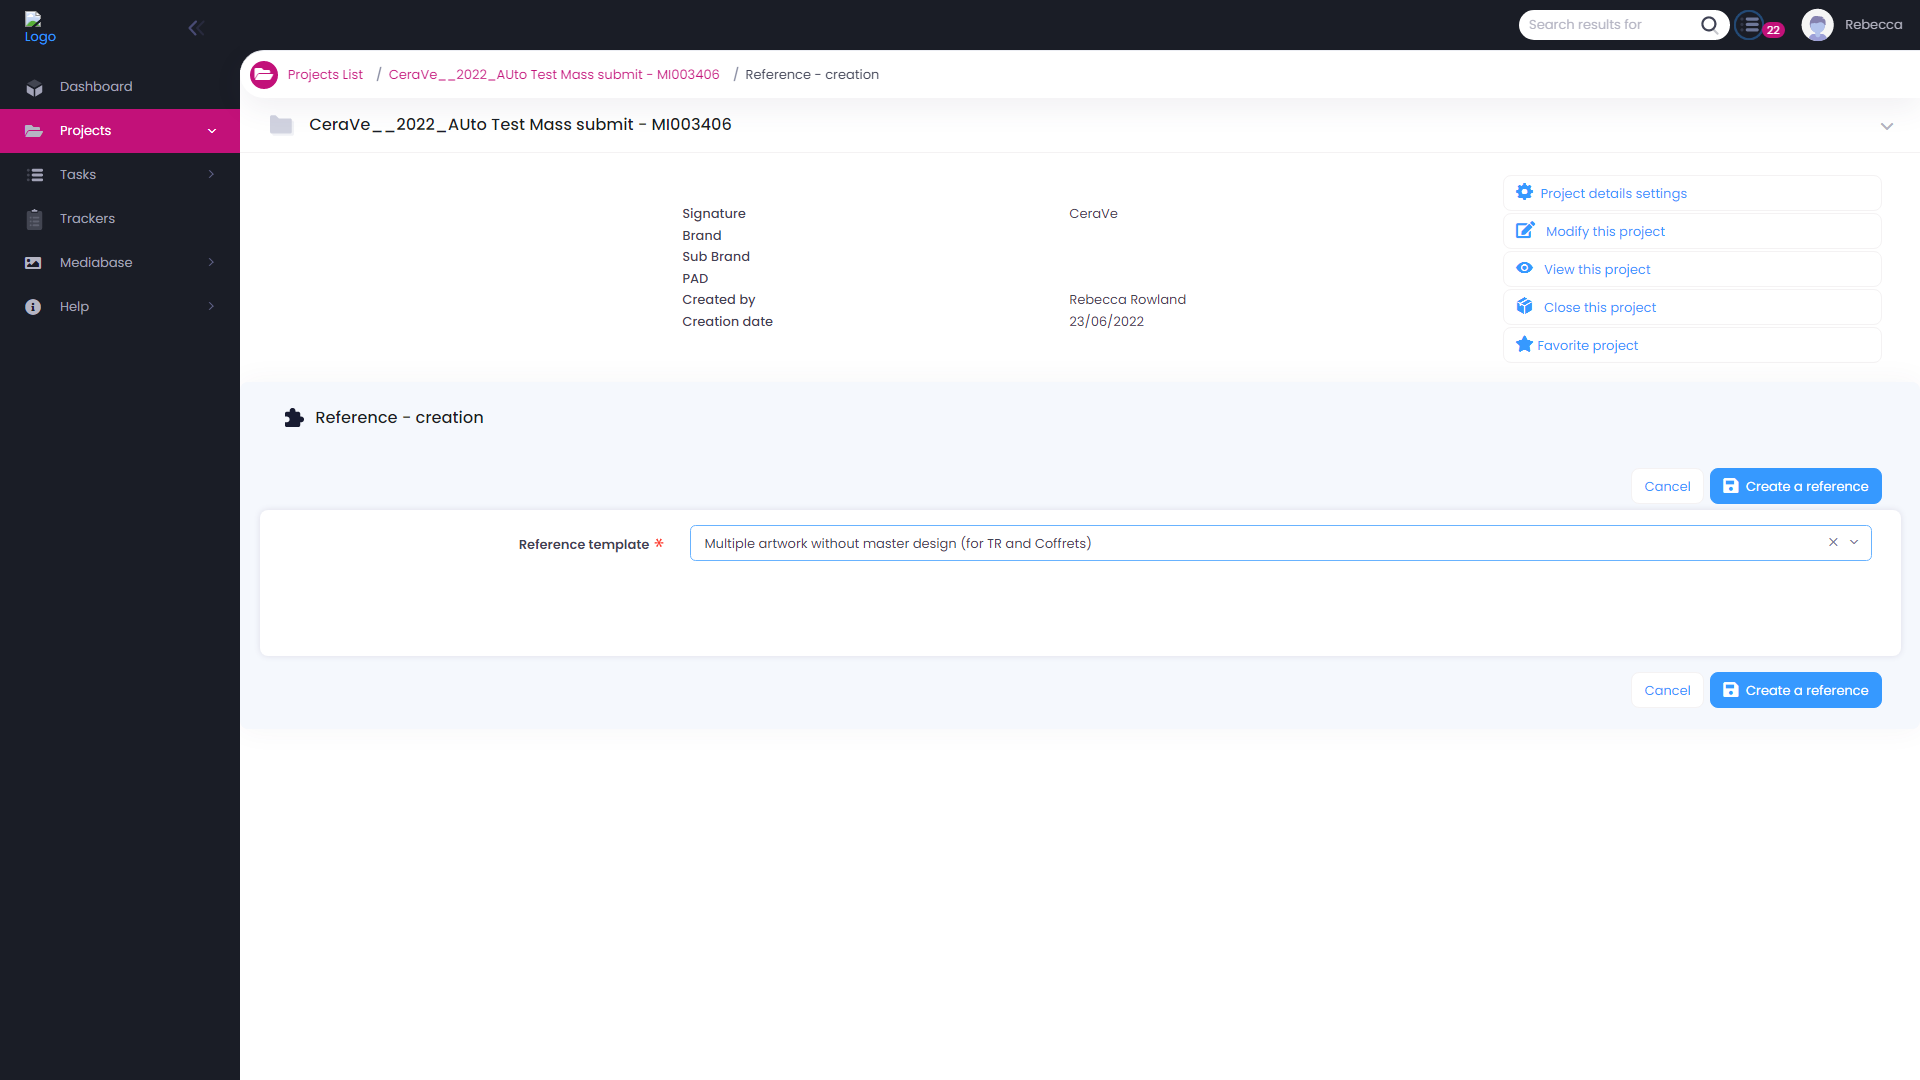 Logo
Search results for
22
Rebecca
Dashboard
Projects
Tasks
Trackers
Mediabase
Help
Projects List / CeraVe__2022_AUto Test Mass submit - MI003406 / Reference - creation
CeraVe__2022_AUto Test Mass submit - MI003406
Signature CeraVe
Brand
Sub Brand
PAD
Created by Rebecca Rowland
Creation date 23/06/2022
Project details settings
Modify this project
View this project
Close this project
Favorite project
Reference - creation
Cancel Create a reference
Reference template * Multiple artwork without master design (for TR and Coffrets)
Cancel Create a reference